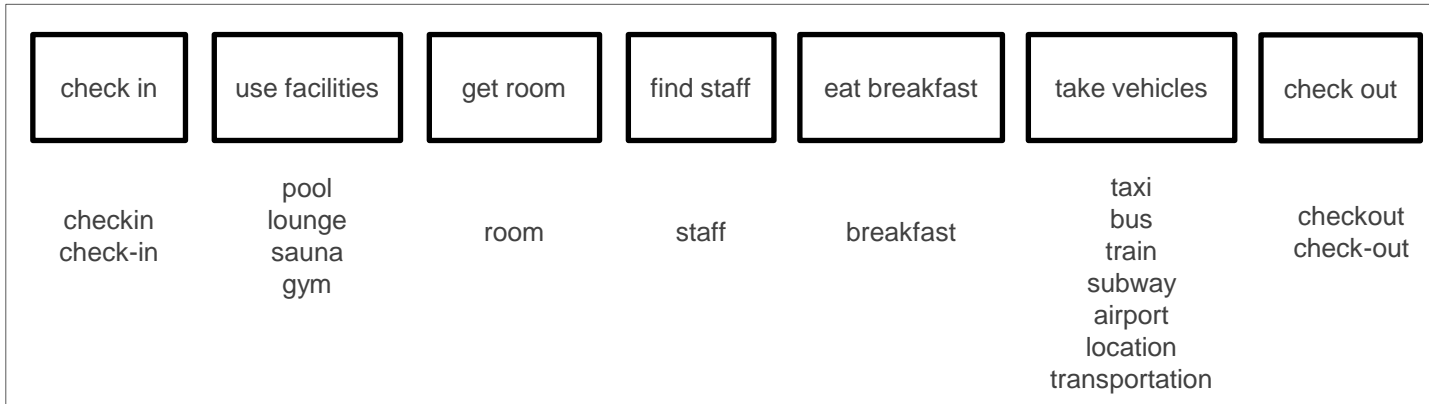 check in
use facilities
get room
find staff
eat breakfast
take vehicles
check out
checkin
check-in
pool
lounge
sauna
gym
room
staff
breakfast
taxi
bus
train
subway
airport
location
transportation
checkout
check-out